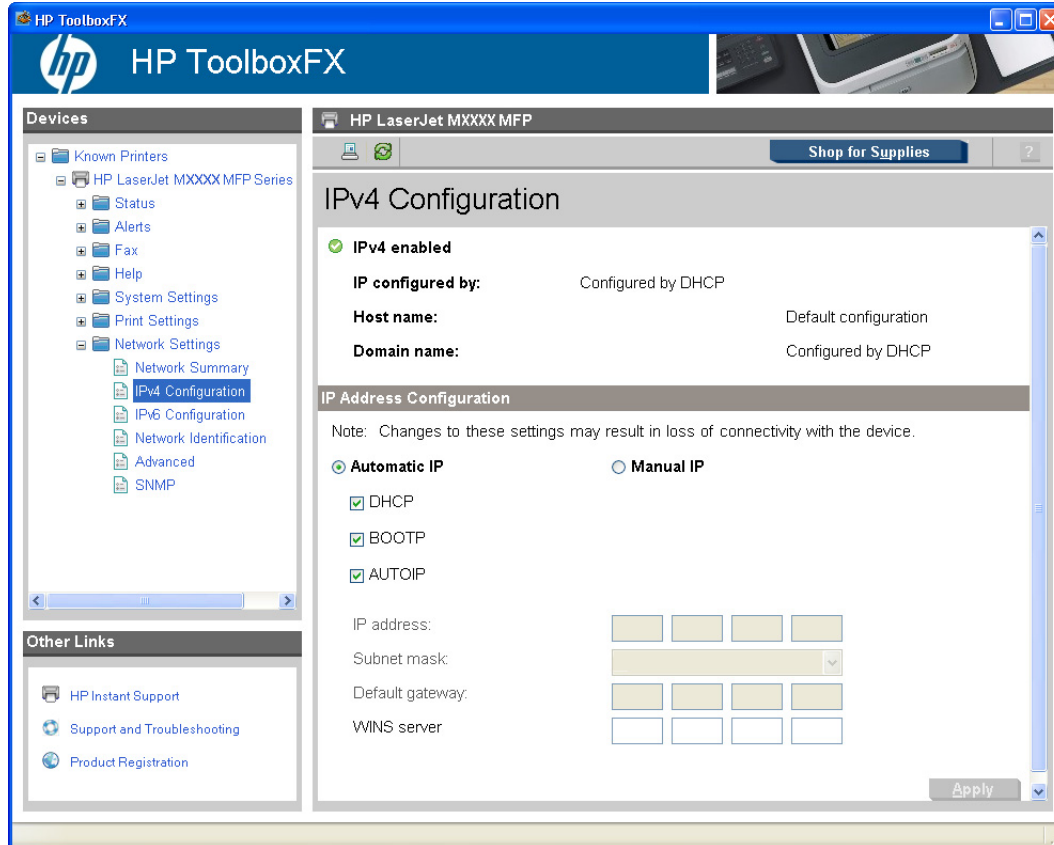 HP ToolboxFX
hp HP ToolboxFX
Devices
Known Printers
HP LaserJet MXXXX MFP Series
Status
Alerts
Fax
Help
System Settings
Print Settings
Network Settings
Network Summary
IPv4 Configuration
IPv6 Configuration
Network Identification
Advanced
SNMP
Other Links
HP Instant Support
Support and Troubleshooting
Product Registration
HP LaserJet MXXXX MFP
Shop for Supplies ?
IPv4 Configuration
IPv4 enabled
IP configured by: Configured by DHCP
Host name: Default configuration
Domain name: Configured by DHCP
IP Address Configuration
Note: Changes to these settings may result in loss of connectivity with the device.
Automatic IP Manual IP
DHCP
BOOTP
AUTOIP
IP address:
Subnet mask:
Default gateway:
WINS server
Apply